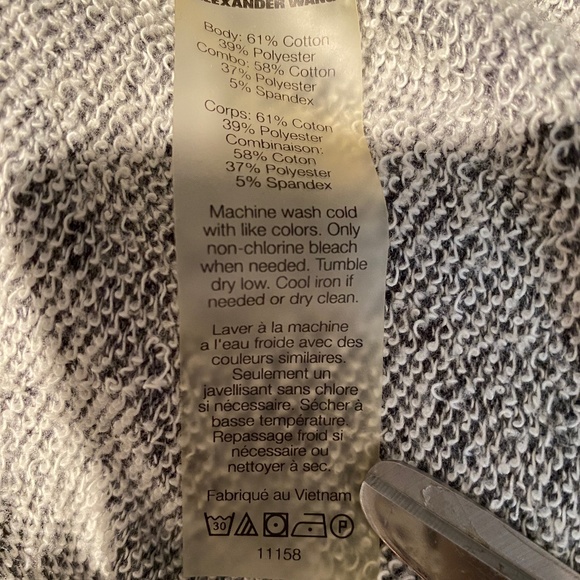 ALEXANDER WANG
Body: 61% Cotton
39% Polyester
Combo: 58% Cotton
37% Polyester
5% Spandex
Corps: 61% Coton
39% Polyester
Combinaison:
58% Coton
37% Polyester
5% Spandex
Machine wash cold
with like colors. Only
non-chlorine bleach
when needed. Tumble
dry low. Cool iron if
needed or dry clean.
Laver à la machine
a l'eau froide avec des
couleurs similaires.
Seulement un
javellisant sans chlore
si nécessaire. Sécher à
basse température.
Repassage froid si
nécessaire ou
nettoyer à sec.
Fabriqué au Vietnam
30 P
11158